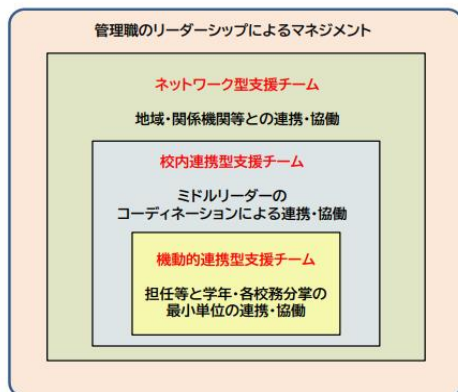 管理職のリーダーシップによるマネジメント
ネットワーク型支援チーム
地域・関係機関等との連携・協働
校内連携型支援チーム
ミドルリーダーの
コーディネーションによる連携・協働
機動的連携型支援チーム
担任等と学年・各校務分掌の
最小単位の連携・協働